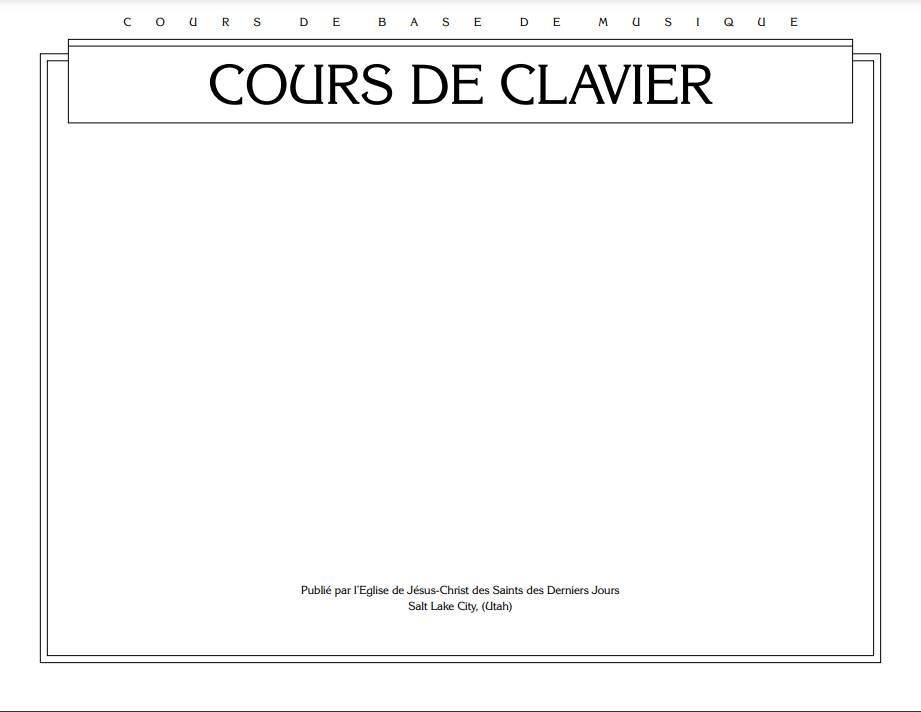 COURS DE BASE DE MUSIQUE
COURS DE CLAVIER
Publié par l'Eglise de Jésus-Christ des Saints des Derniers Jours
Salt Lake City, (Utah)